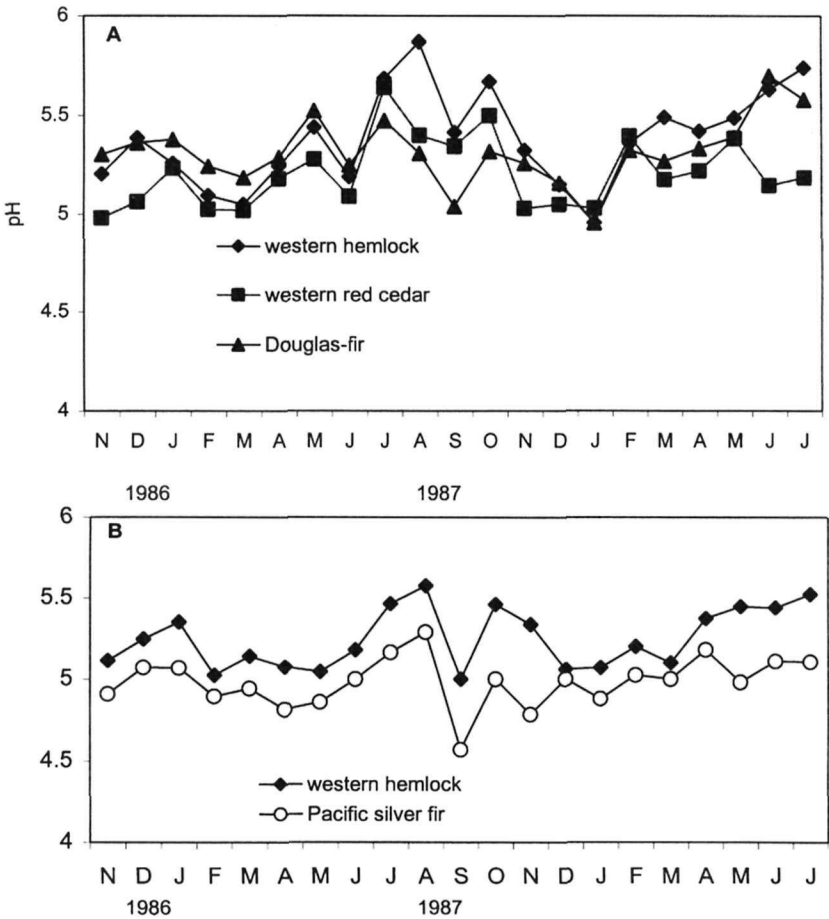 6
A
5.5
5
pH
western hemlock
4.5
western red cedar
Douglas-fir
4
N D J F M A M J J A S O N D J F M A M J J
1986 1987
6
B
5.5
5
4.5
western hemlock
Pacific silver fir
4
N D J F M A M J J A S O N D J F M A M J J
1986 1987